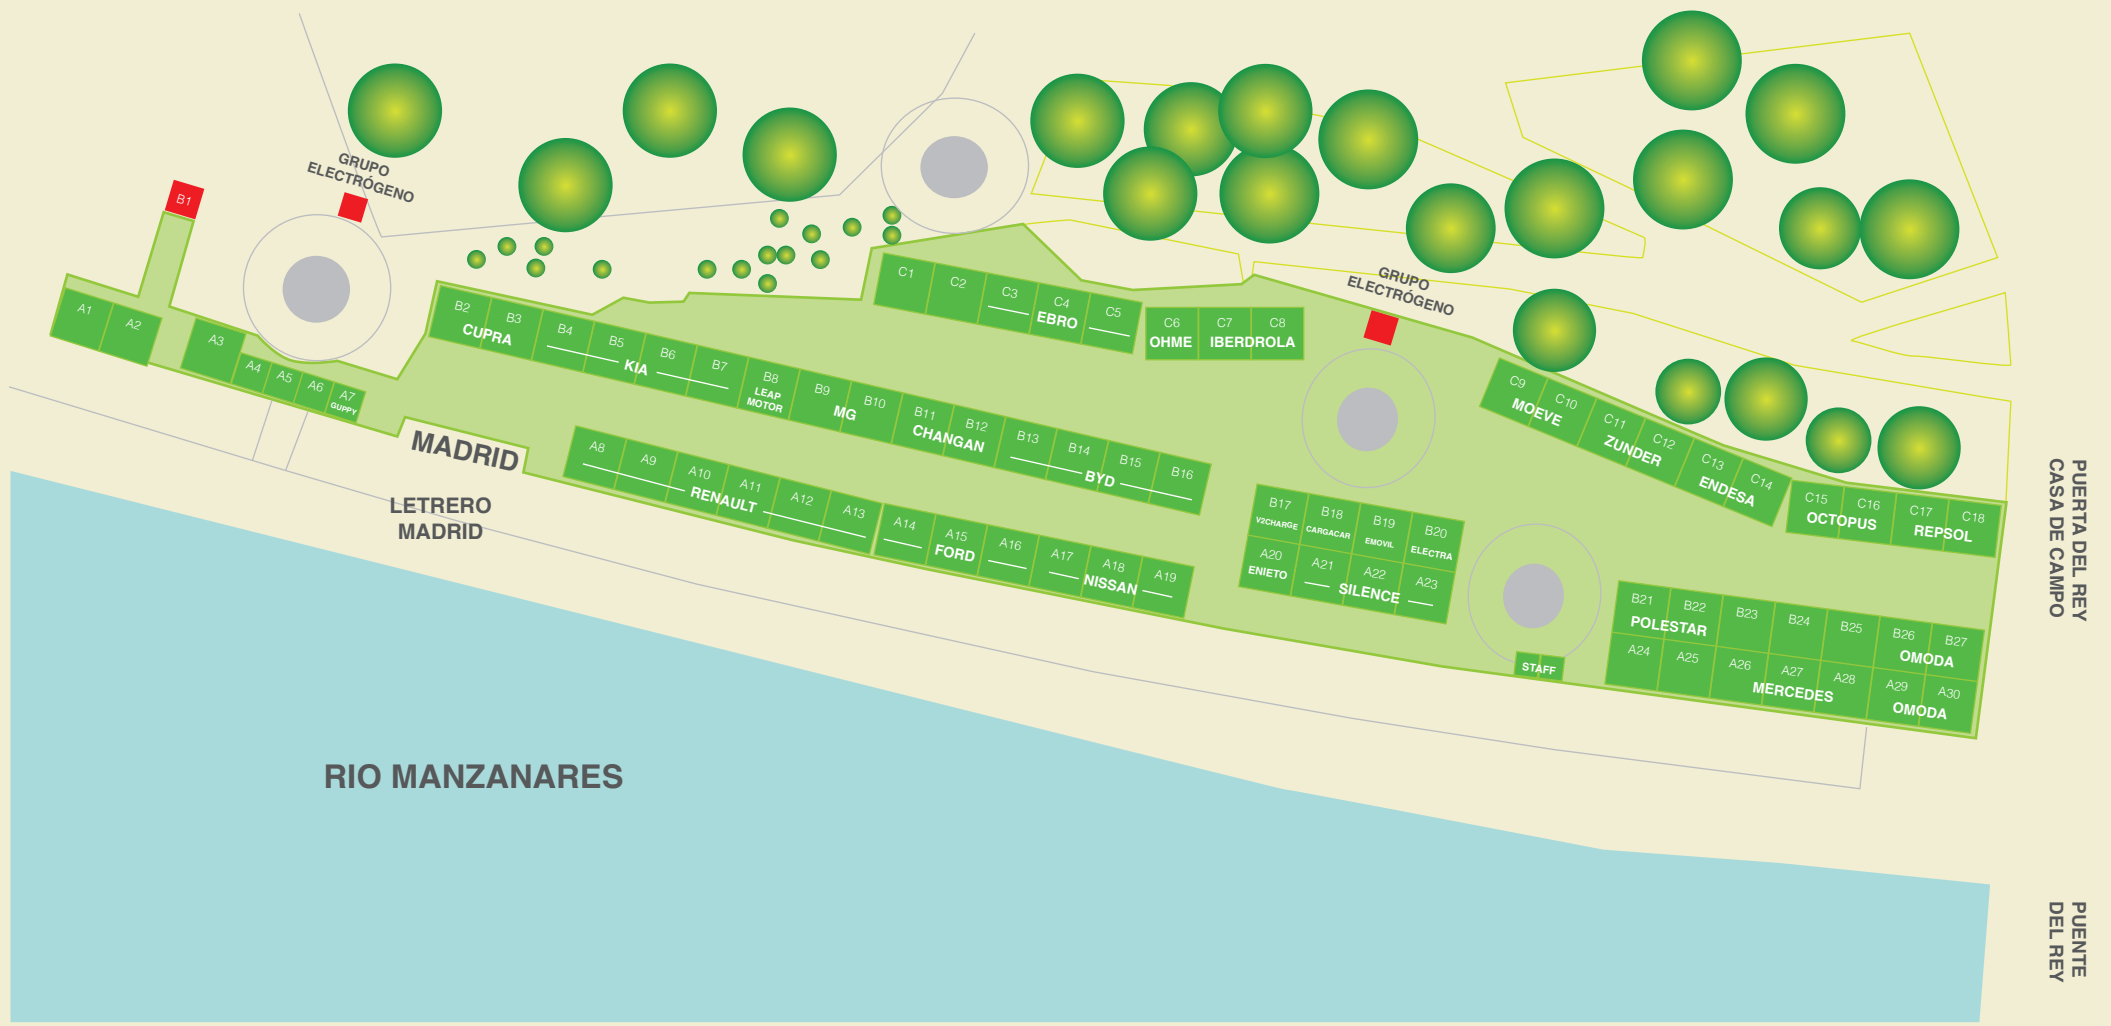 GRUPO
ELECTRÓGENO
B1
A1
A2
A3
A4
A5
A6
A7
GUPPY
B2
B3
CUPRA
B4
B5
B6
B7
KIA
B8
LEAP
MOTOR
B9
B10
MG
B11
B12
CHANGAN
B13
B14
B15
B16
BYD
C1
C2
C3
C4
C5
EBRO
C6
C7
C8
OHME
IBERDROLA
GRUPO
ELECTRÓGENO
C9
C10
MOEVE
C11
C12
ZUNDER
C13
C14
ENDESA
C15
C16
C17
C18
OCTOPUS
REPSOL
MADRID
LETRERO
MADRID
A8
A9
A10
A11
A12
A13
RENAULT
A14
A15
A16
FORD
A17
A18
A19
NISSAN
B17
V2CHARGE
B18
CARGACAR
B19
EMOVIL
B20
ELECTRA
A20
ENIETO
A21
A22
A23
SILENCE
STAFF
B21
B22
B23
B24
B25
B26
B27
POLESTAR
OMODA
A24
A25
A26
A27
A28
A29
A30
MERCEDES
OMODA
PUERTA DEL REY
CASA DE CAMPO
RIO MANZANARES
PUENTE
DEL REY